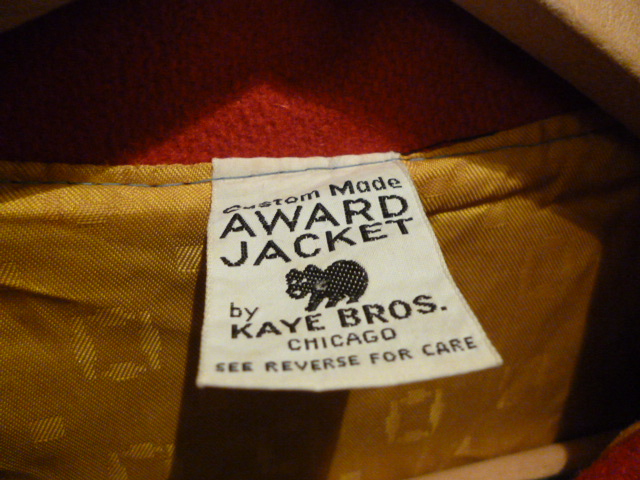 Custom Made
AWARD
JACKET
by
KAYE BROS.
CHICAGO
SEE REVERSE FOR CARE